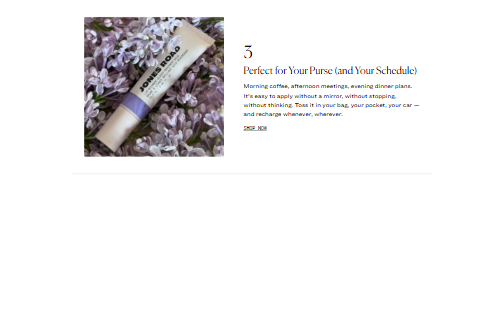 JONES ROAD
3
Perfect for Your Purse (and Your Schedule)
Morning coffee, afternoon meetings, evening dinner plans.
It's easy to apply without a mirror, without stopping,
without thinking. Toss it in your bag, your pocket, your car —
and recharge whenever, wherever.
SHOP NOW